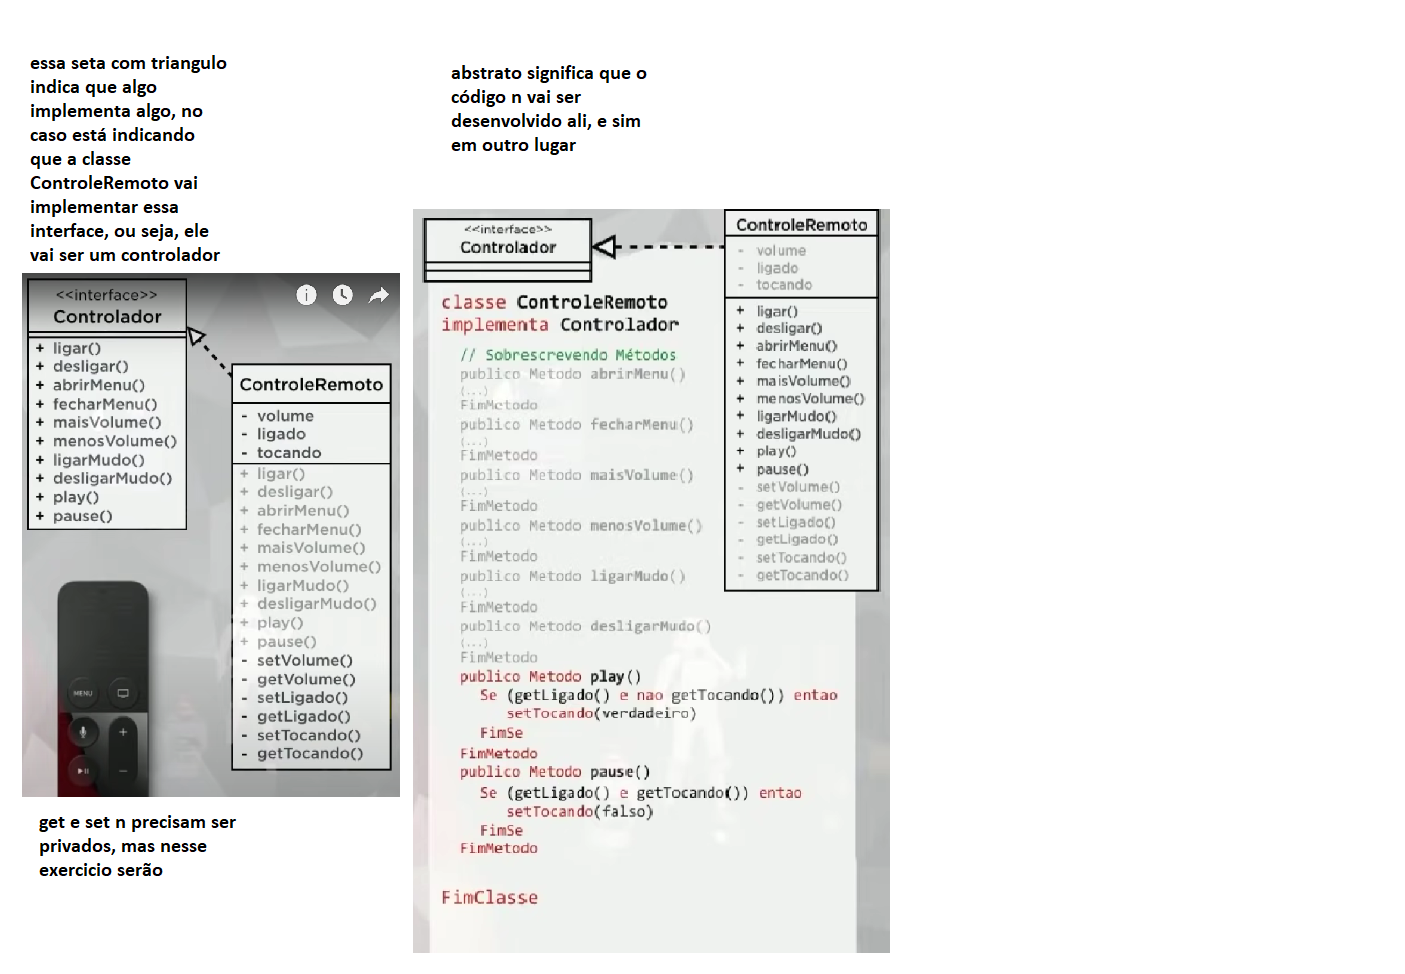 essa seta com triangulo
indica que algo
implementa algo, no
caso está indicando
que a classe
ControleRemoto vai
implementar essa
interface, ou seja, ele
vai ser um controlador
<<interface>>
Controlador
+ ligar()
+ desligar()
+ abrirMenu()
+ fecharMenu()
+ maisVolume()
+ menosVolume()
+ ligarMudo()
+ desligarMudo()
+ play()
+ pause()
ControleRemoto
- volume
- ligado
- tocando
+ ligar()
+ desligar()
+ abrirMenu()
+ fecharMenu()
+ maisVolume()
+ menosVolume()
+ ligarMudo()
+ desligarMudo()
+ play()
+ pause()
- setVolume()
- getVolume()
- setLigado()
- getLigado()
- setTocando()
- getTocando()
MENU
get e set n precisam ser
privados, mas nesse
exercicio serão
abstrato significa que o
código n vai ser
desenvolvido ali, e sim
em outro lugar
<<interface>>
Controlador
classe ControleRemoto
implementa Controlador
// Sobrescrevendo Métodos
publico Metodo abrirMenu()
(...)
FimMetodo
publico Metodo fecharMenu()
(...)
FimMetodo
publico Metodo maisVolume()
(...)
FimMetodo
publico Metodo menosVolume()
(...)
FimMetodo
publico Metodo ligarMudo()
(...)
FimMetodo
publico Metodo desligarMudo()
(...)
FimMetodo
publico Metodo play()
Se (getLigado() e nao getTocando()) entao
setTocando(verdadeiro)
FimSe
FimMetodo
publico Metodo pause()
Se (getLigado() e getTocando()) entao
setTocando(falso)
FimSe
FimMetodo
FimClasse
ControleRemoto
- volume
- ligado
- tocando
+ ligar()
+ desligar()
+ abrirMenu()
+ fecharMenu()
+ maisVolume()
+ menosVolume()
+ ligarMudo()
+ desligarMudo()
+ play()
+ pause()
- setVolume()
- getVolume()
- setLigado()
- getLigado()
- setTocando()
- getTocando()